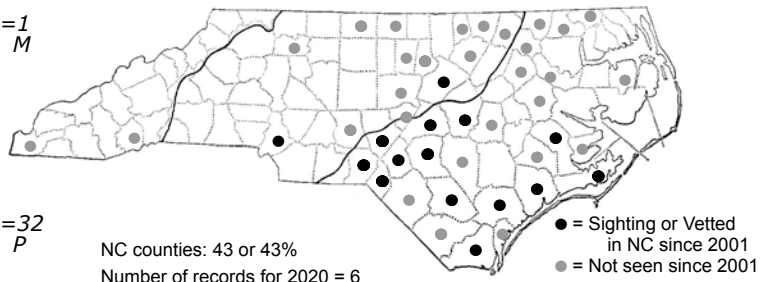 =1
M
=32
P
NC counties: 43 or 43%
Number of records for 2020 = 6
= Sighting or Vetted
in NC since 2001
= Not seen since 2001